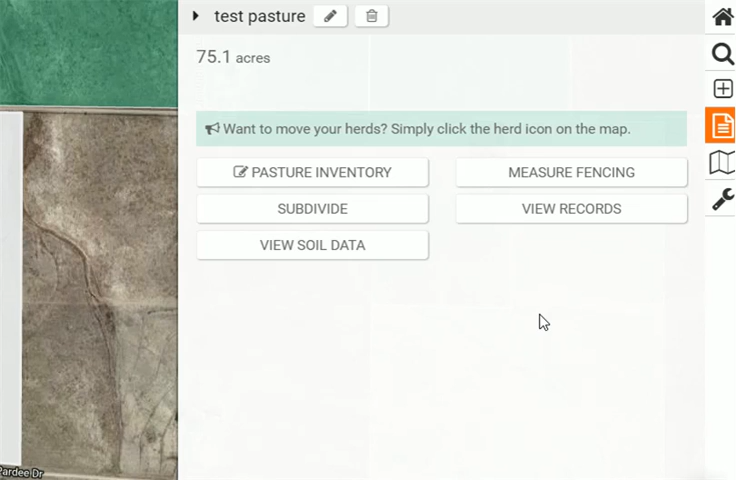 test pasture
75.1 acres
Want to move your herds? Simply click the herd icon on the map.
PASTURE INVENTORY
MEASURE FENCING
SUBDIVIDE
VIEW RECORDS
VIEW SOIL DATA
Pardee Dr